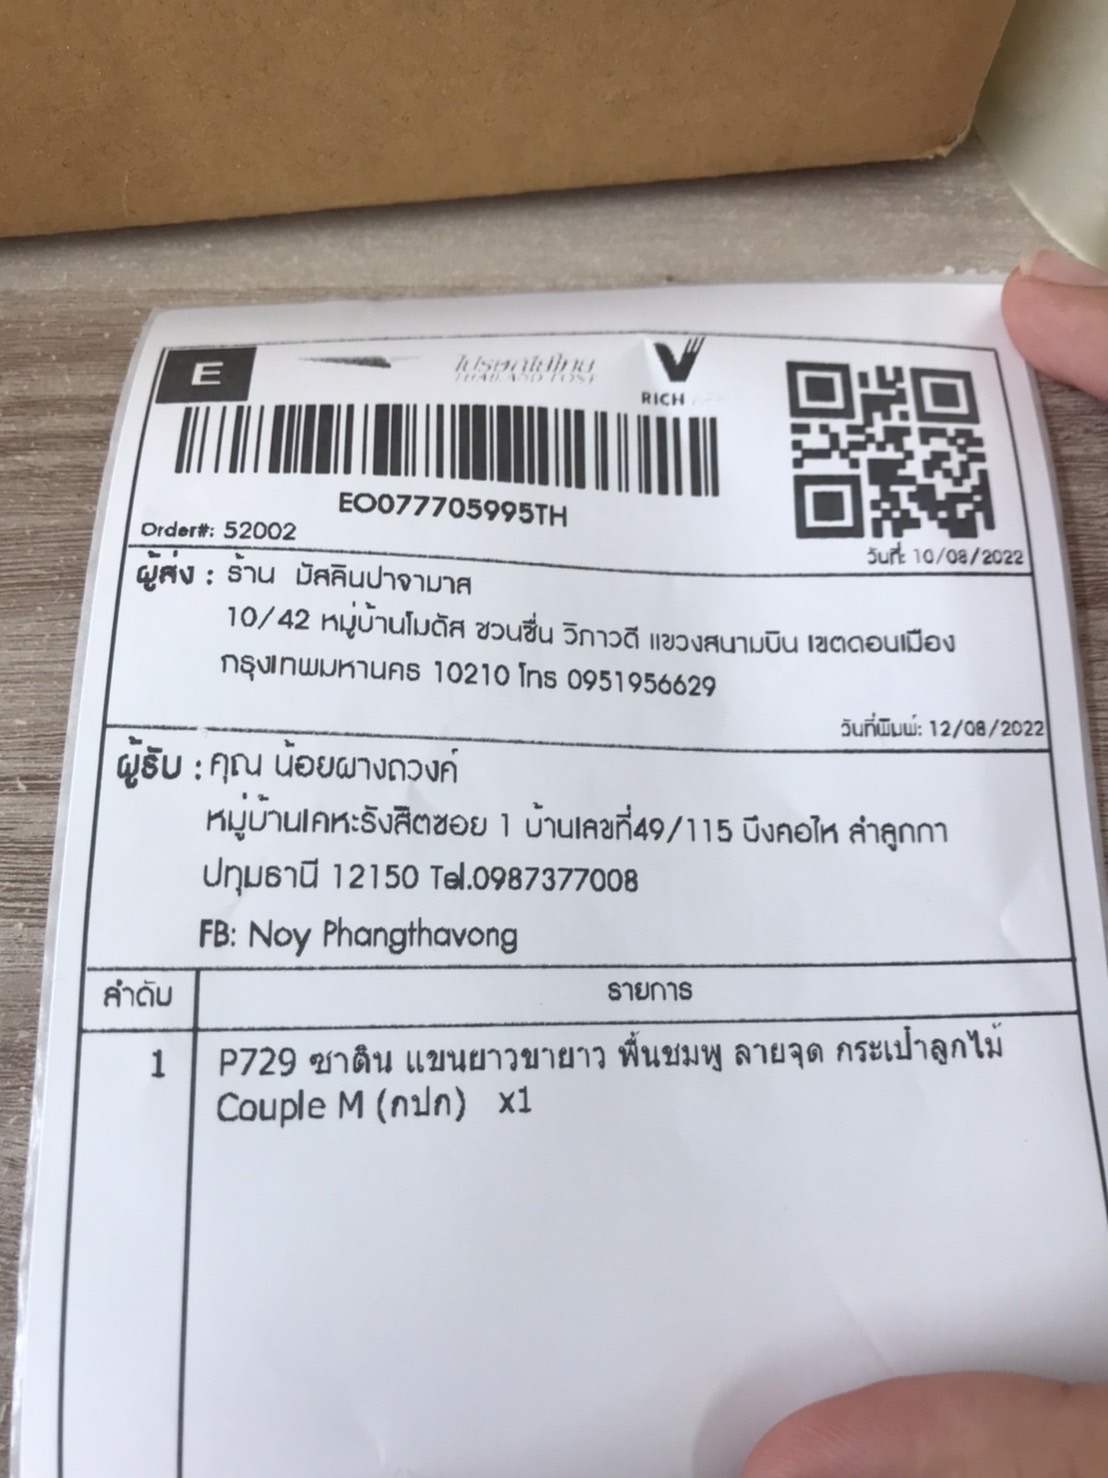 E
ไปรษณีย์ไทย
THAILAND POST
RICH
EO077705995TH
Order#: 52002
วันที่: 10/08/2022
ผู้ส่ง : ร้าน มัสลินปาจามาส
10/42 หมู่บ้านโมดัส ชวนชื่น วิภาวดี แขวงสนามบิน เขตดอนเมือง
กรุงเทพมหานคร 10210 โทร 0951956629
วันที่พิมพ์: 12/08/2022
ผู้รับ : คุณ น้อยผางถวงค์
หมู่บ้านเคหะรังสิตซอย 1 บ้านเลขที่49/115 บึงคอไห ลำลูกกา
ปทุมธานี 12150 Tel.0987377008
FB: Noy Phangthavong
ลำดับ รายการ
1 P729 ซาติน แขนยาวขายาว พื้นชมพู ลายจุด กระเป๋าลูกไม้
Couple M (กปก) x1